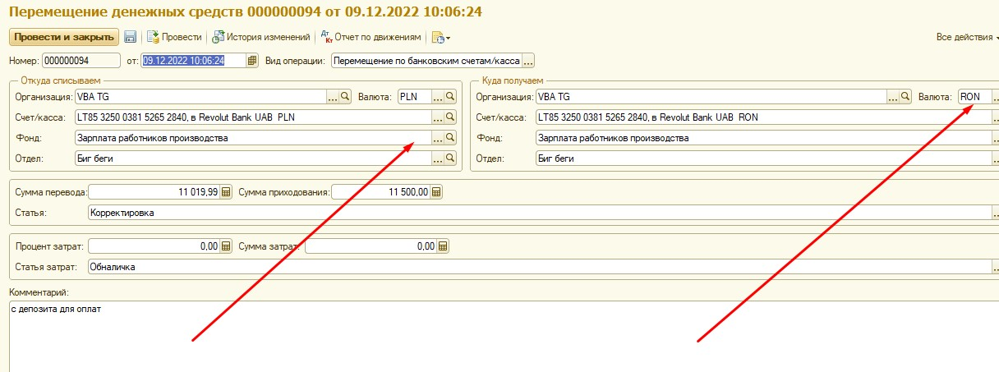 Перемещение денежных средств 000000094 от 09.12.2022 10:06:24
Провести и закрыть Провести История изменений Дт Кт Отчет по движениям Все действия
Номер: 000000094 от: 09.12.2022 10:06:24 Вид операции: Перемещение по банковским счетам/касса ...
Откуда списываем Куда получаем
Организация: VBA TG ... Валюта: PLN ... Организация: VBA TG ... Валюта: RON ...
Счет/касса: LT85 3250 0381 5265 2840, в Revolut Bank UAB PLN ... Счет/касса: LT85 3250 0381 5265 2840, в Revolut Bank UAB RON ...
Фонд: Зарплата работников производства ... Фонд: Зарплата работников производства ...
Отдел: Биг беги ... Отдел: Биг беги ...
Сумма перевода: 11 019,99 Сумма приходования: 11 500,00
Статья: Корректировка ...
Процент затрат: 0,00 Сумма затрат: 0,00
Статья затрат: Обналичка ...
Комментарий:
с депозита для оплат